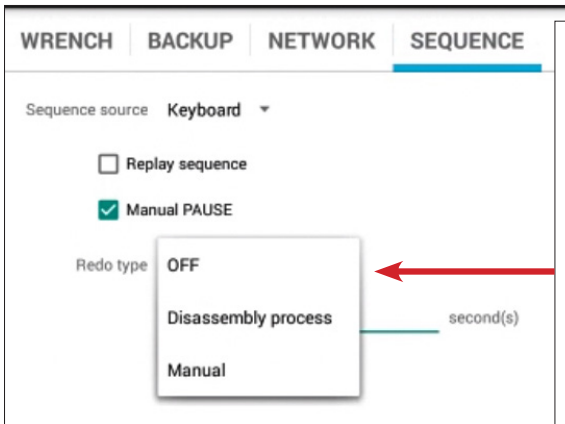 WRENCH BACKUP NETWORK SEQUENCE
Sequence source Keyboard
Replay sequence
Manual PAUSE
Redo type OFF
Disassembly process second(s)
Manual